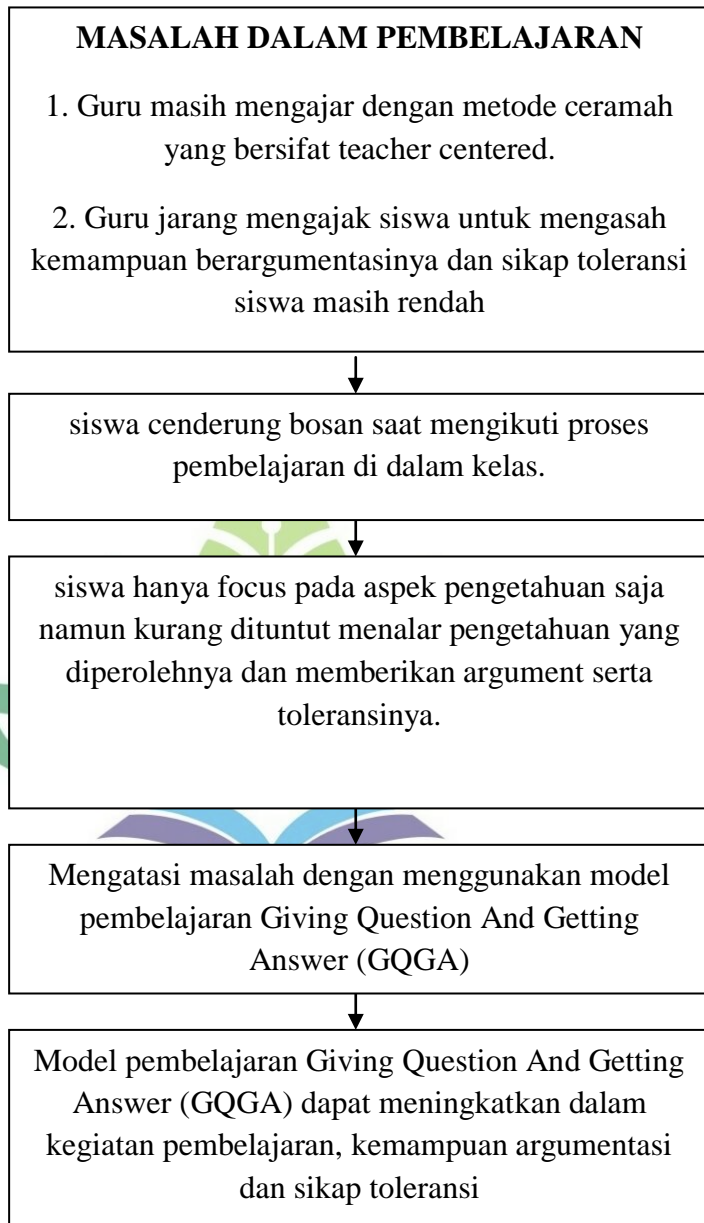 MASALAH DALAM PEMBELAJARAN
1. Guru masih mengajar dengan metode ceramah
yang bersifat teacher centered.
2. Guru jarang mengajak siswa untuk mengasah
kemampuan berargumentasinya dan sikap toleransi
siswa masih rendah
siswa cenderung bosan saat mengikuti proses
pembelajaran di dalam kelas.
siswa hanya focus pada aspek pengetahuan saja
namun kurang dituntut menalar pengetahuan yang
diperolehnya dan memberikan argument serta
toleransinya.
Mengatasi masalah dengan menggunakan model
pembelajaran Giving Question And Getting
Answer (GQGA)
Model pembelajaran Giving Question And Getting
Answer (GQGA) dapat meningkatkan dalam
kegiatan pembelajaran, kemampuan argumentasi
dan sikap toleransi